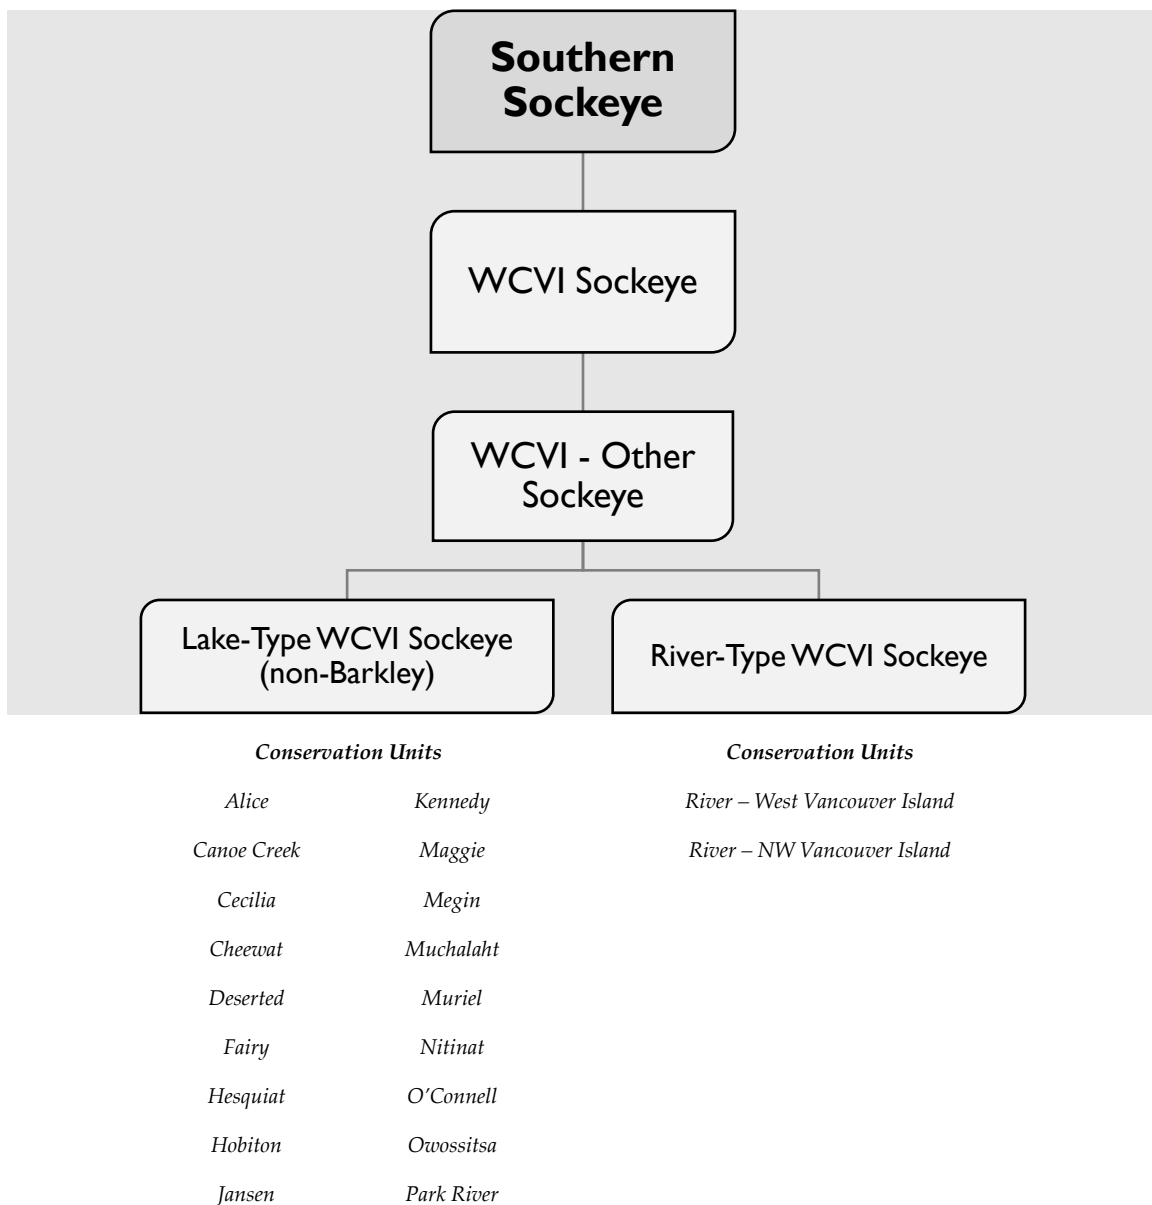 Southern
Sockeye
WCVI Sockeye
WCVI - Other
Sockeye
Lake-Type WCVI Sockeye
(non-Barkley)
River-Type WCVI Sockeye
Conservation Units
Conservation Units
Alice
Kennedy
River – West Vancouver Island
Canoe Creek
Maggie
River – NW Vancouver Island
Cecilia
Megin
Cheewat
Muchalaht
Deserted
Muriel
Fairy
Nitinat
Hesquiat
O’Connell
Hobiton
Owossitsa
Jansen
Park River